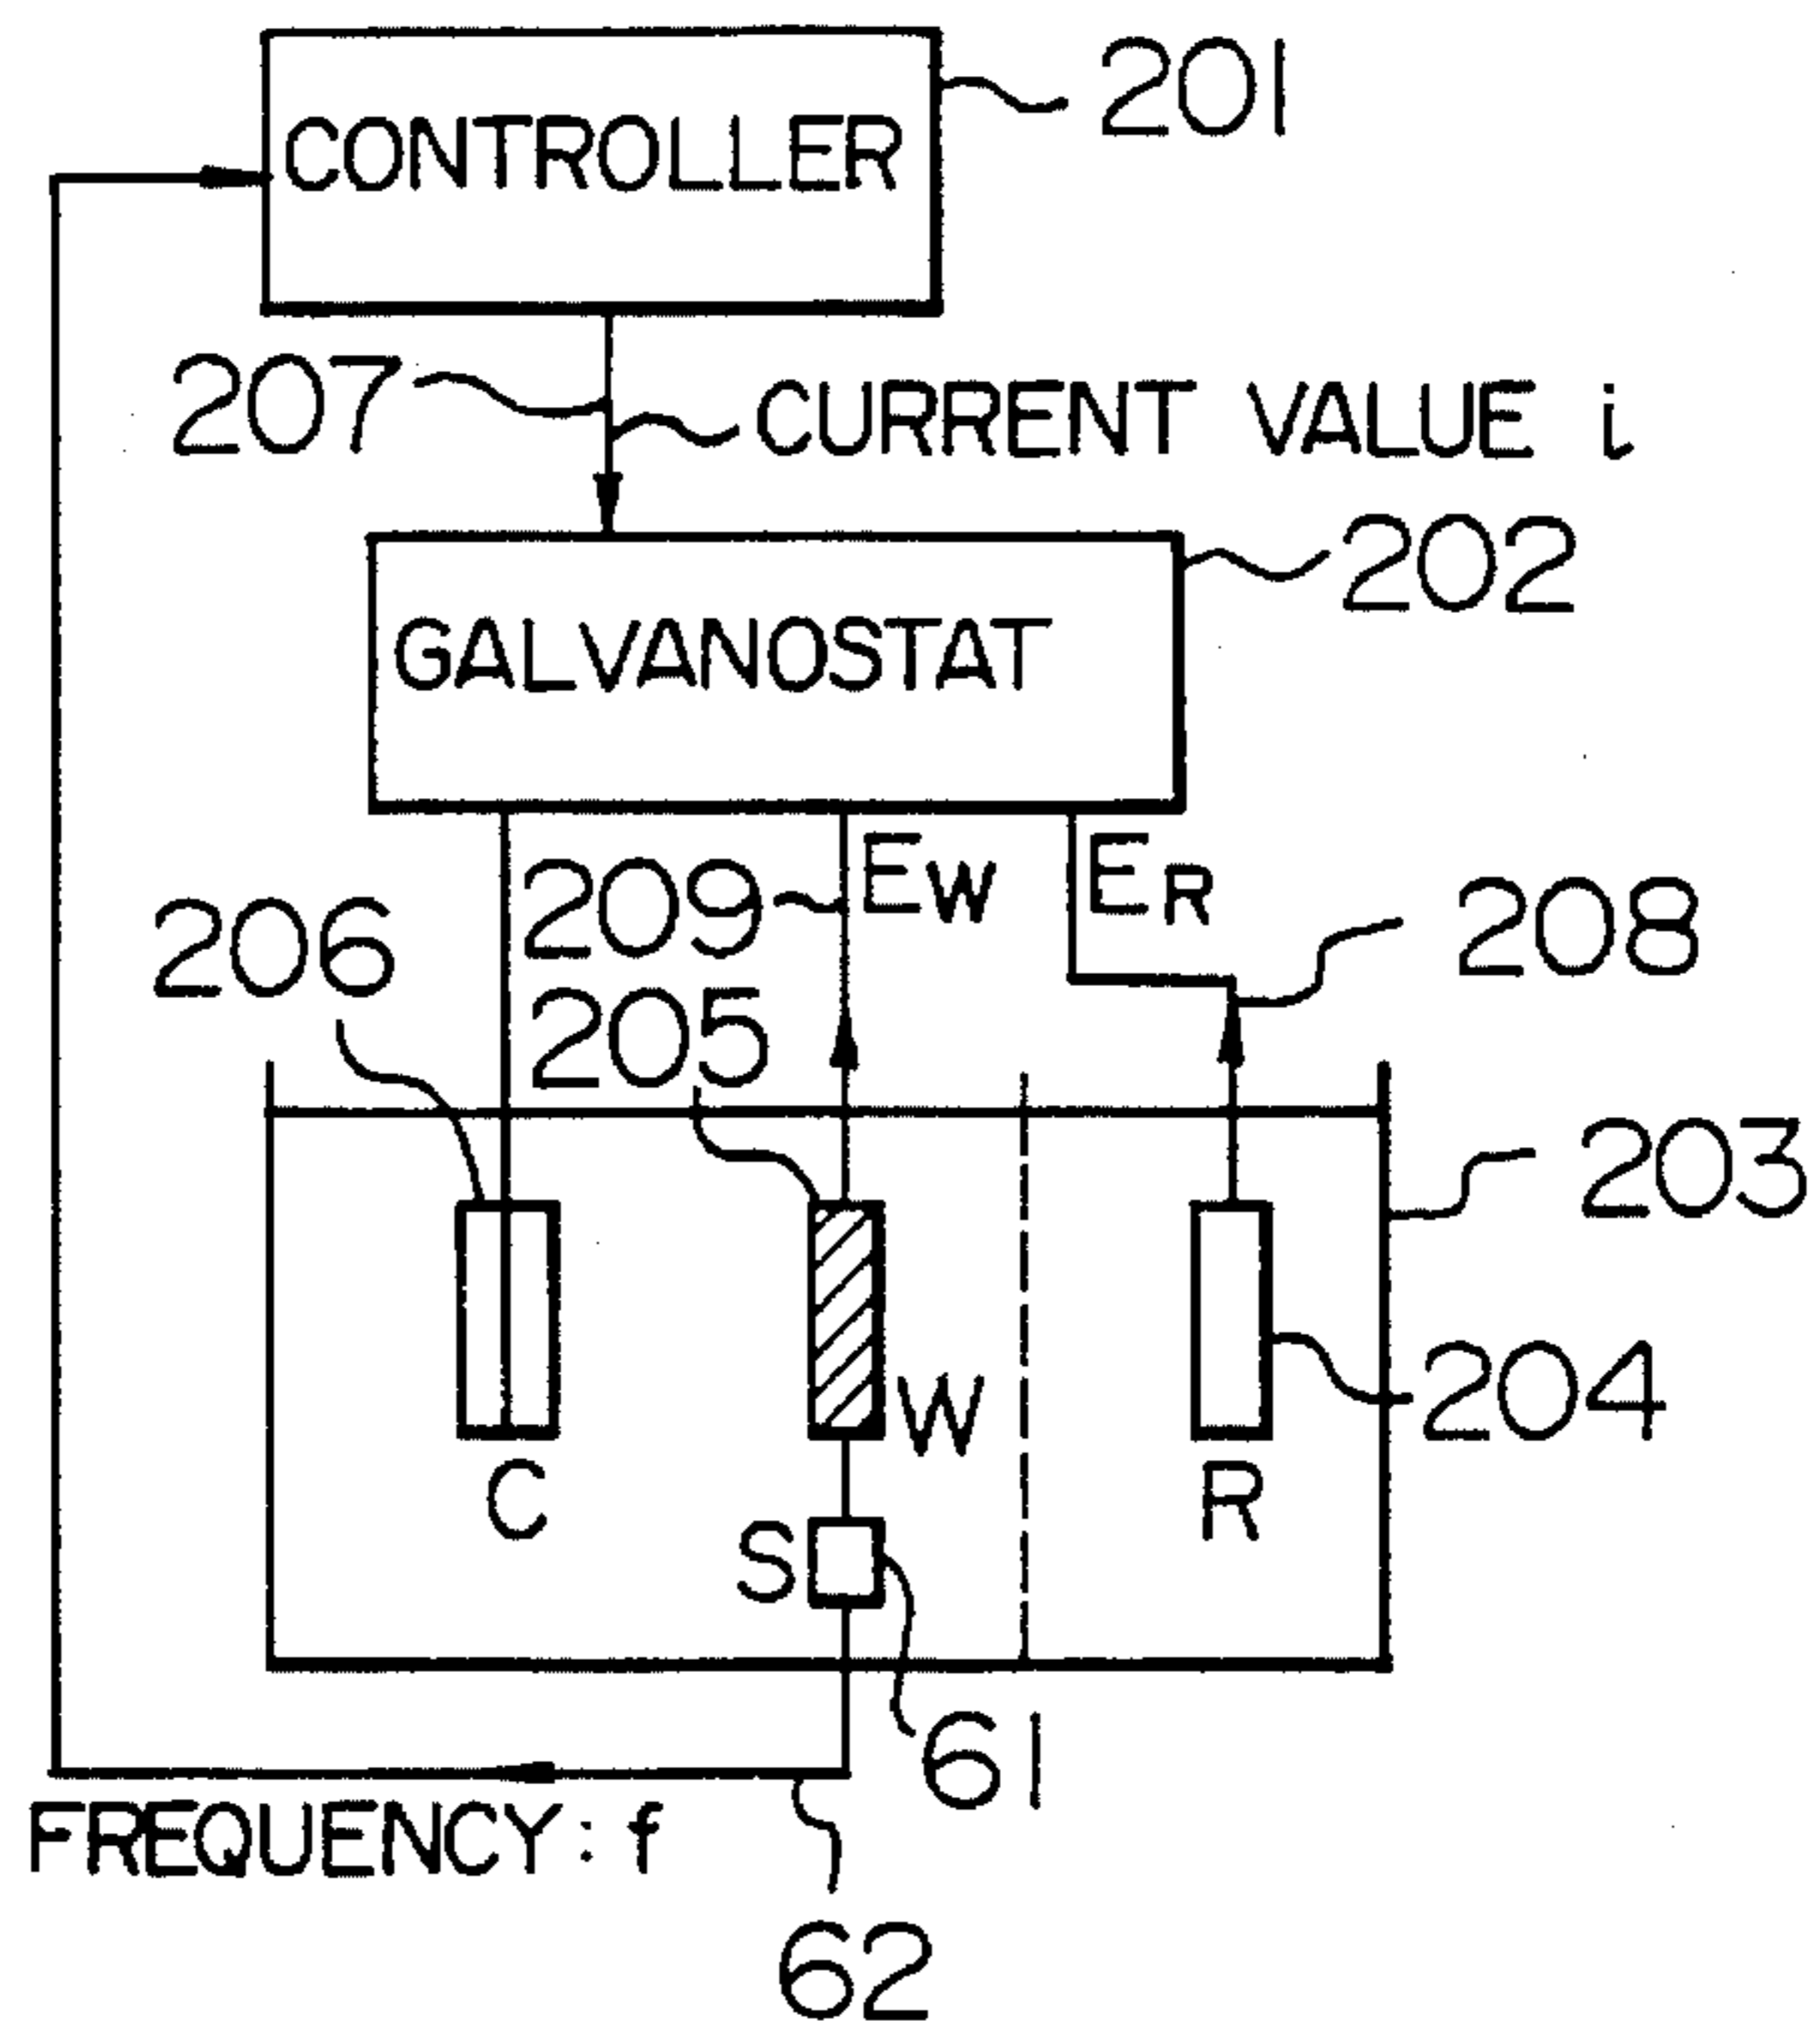 CONTROLLER
201
207
CURRENT VALUE i
202
GALVANOSTAT
209
EW
ER
206
208
205
203
W
204
C
R
S
61
FREQUENCY: f
62